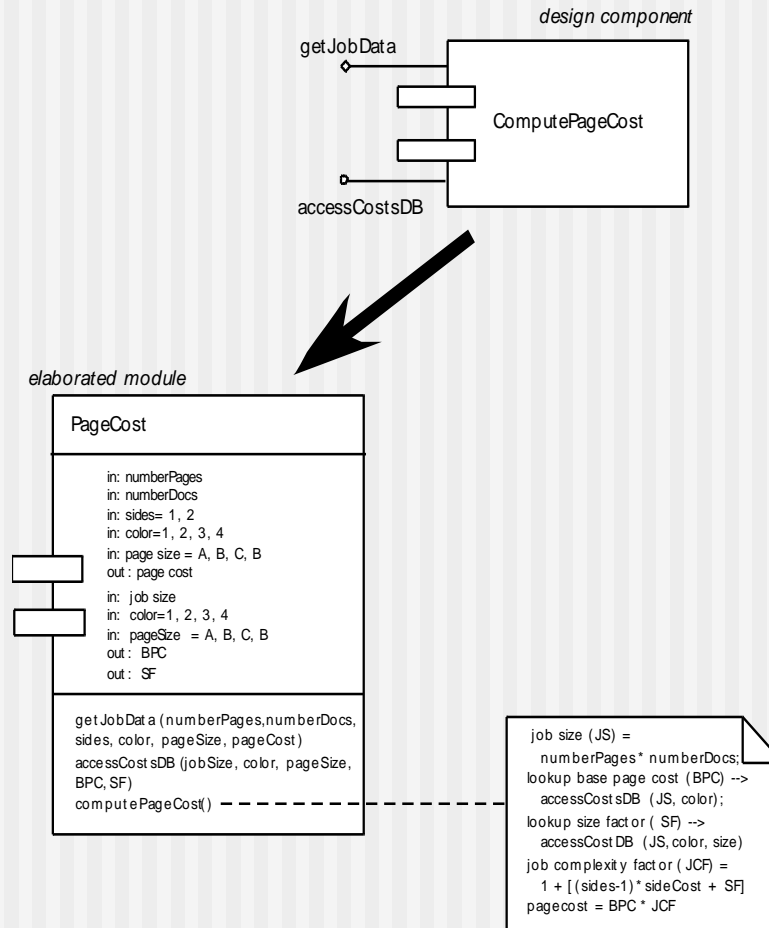 design component
getJobData
ComputePageCost
accessCostsDB
elaborated module
PageCost
in: numberPages
in: numberDocs
in: sides= 1, 2
in: color=1, 2, 3, 4
in: page size = A, B, C, B
out: page cost
in: job size
in: color=1, 2, 3, 4
in: pageSize = A, B, C, B
out: BPC
out: SF
getJobData (numberPages,numberDocs,
sides, color, pageSize, pageCost)
accessCostsDB (jobSize, color, pageSize,
BPC, SF)
computePageCost()
job size (JS) =
numberPages * numberDocs;
lookup base page cost (BPC) -->
accessCostsDB (JS, color);
lookup size factor (SF) -->
accessCostDB (JS, color, size)
job complexity factor (JCF) =
1 + [(sides-1)*sideCost + SF]
pagecost = BPC * JCF